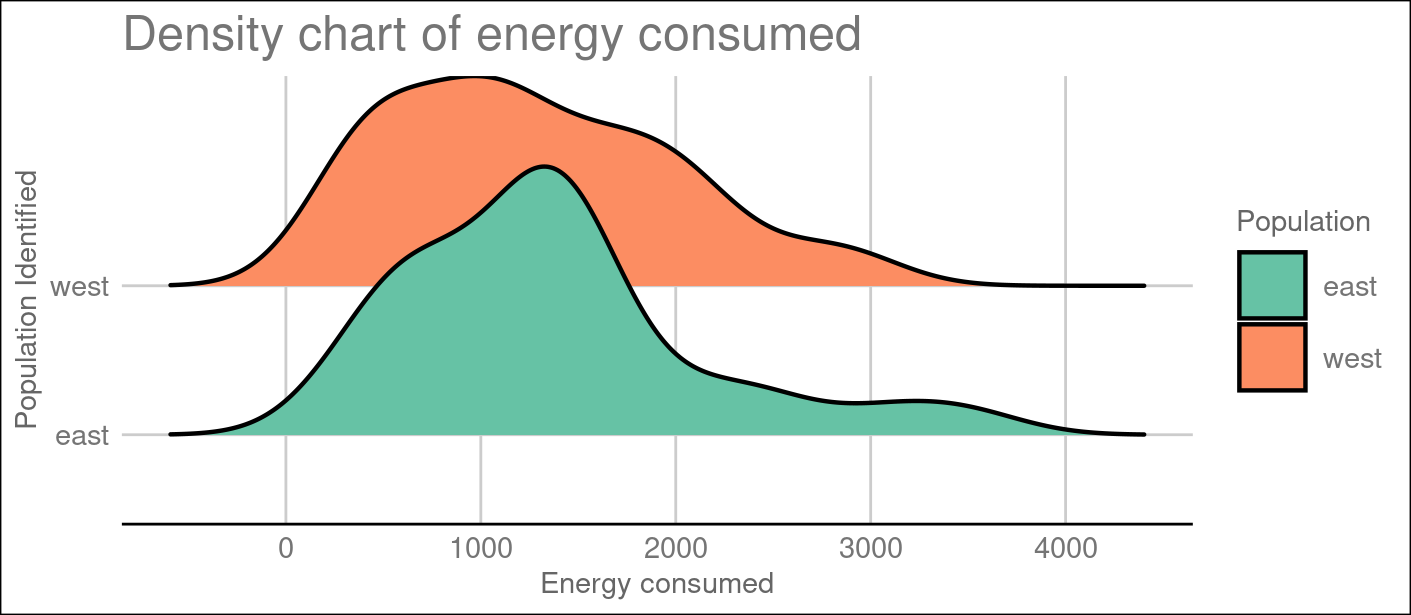 Density chart of energy consumed
Population Identified
west
east
0 1000 2000 3000 4000
Energy consumed
Population
east
west